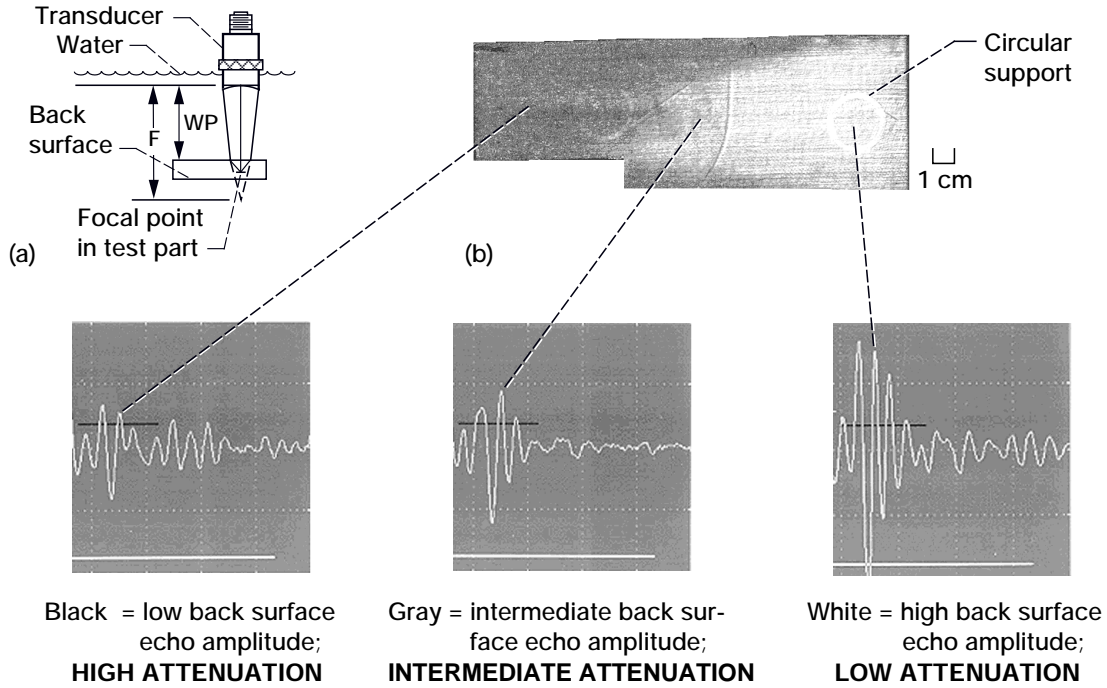 Transducer
Water
Back
surface
F
WP
Focal point
in test part
(a)
(b)
Circular
support
1 cm
Black = low back surface
echo amplitude;
HIGH ATTENUATION
Gray = intermediate back sur-
face echo amplitude;
INTERMEDIATE ATTENUATION
White = high back surface
echo amplitude;
LOW ATTENUATION